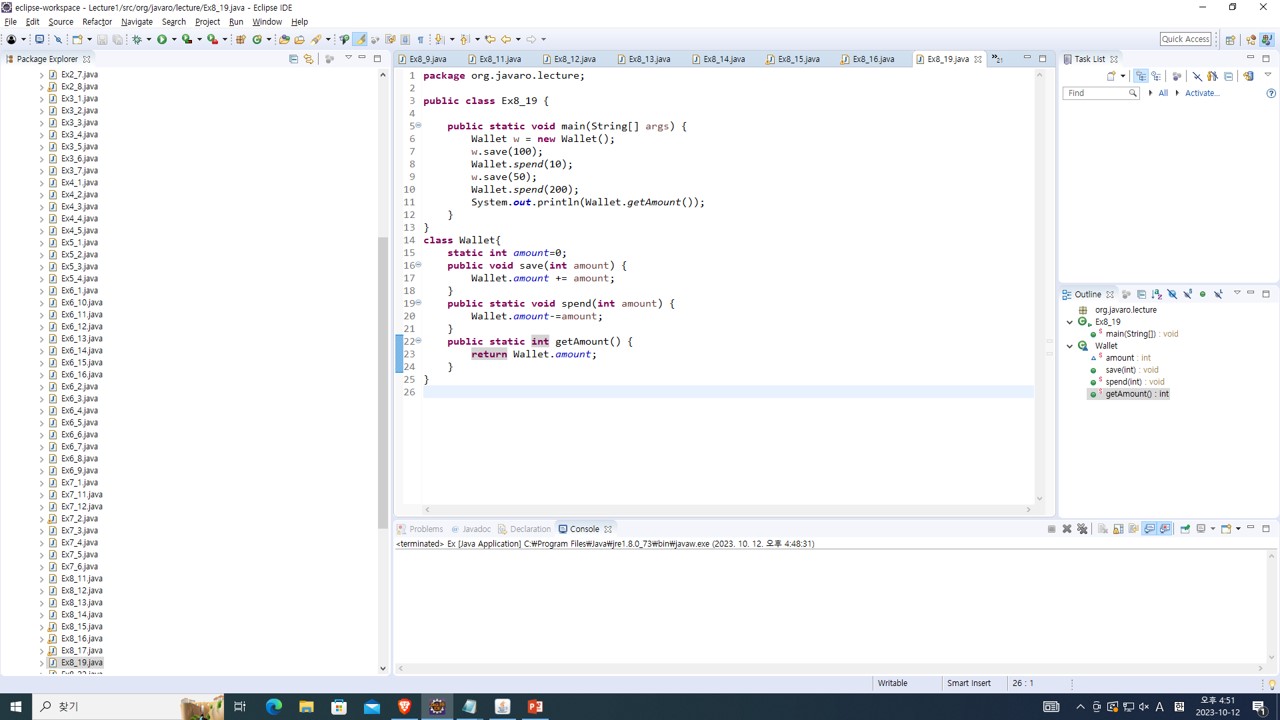 eclipse-workspace - Lecture1/src/org/javaro/lecture/Ex8_19.java - Eclipse IDE
File Edit Source Refactor Navigate Search Project Run Window Help
Quick Access
Package Explorer
Ex2_7.java
Ex2_8.java
Ex3_1.java
Ex3_2.java
Ex3_3.java
Ex3_4.java
Ex3_5.java
Ex3_6.java
Ex3_7.java
Ex4_1.java
Ex4_2.java
Ex4_3.java
Ex4_4.java
Ex4_5.java
Ex5_1.java
Ex5_2.java
Ex5_3.java
Ex5_4.java
Ex6_1.java
Ex6_10.java
Ex6_11.java
Ex6_12.java
Ex6_13.java
Ex6_14.java
Ex6_15.java
Ex6_16.java
Ex6_2.java
Ex6_3.java
Ex6_4.java
Ex6_5.java
Ex6_6.java
Ex6_8.java
Ex6_9.java
Ex7_1.java
Ex7_11.java
Ex7_12.java
Ex7_2.java
Ex7_3.java
Ex7_4.java
Ex7_5.java
Ex7_6.java
Ex8_11.java
Ex8_12.java
Ex8_13.java
Ex8_14.java
Ex8_15.java
Ex8_16.java
Ex8_17.java
Ex8_19.java
Ex8_9.java Ex8_11.java Ex8_12.java Ex8_13.java Ex8_14.java Ex8_15.java Ex8_16.java Ex8_19.java
1 package org.javaro.lecture;
2
3 public class Ex8_19 {
4
5 public static void main(String[] args) {
6 Wallet w = new Wallet();
7 w.save(100);
8 Wallet.spend(10);
9 w.save(50);
10 Wallet.spend(200);
11 System.out.println(Wallet.getAmount());
12 }
13 }
14 class Wallet{
15 static int amount=0;
16 public void save(int amount) {
17 Wallet.amount += amount;
18 }
19 public static void spend(int amount) {
20 Wallet.amount-=amount;
21 }
22 public static int getAmount() {
23 return Wallet.amount;
24 }
25 }
26
Task List
Find All Activate...
Outline
org.javaro.lecture
Ex8_19
main(String[]) : void
Wallet
amount : int
save(int) : void
spend(int) : void
getAmount() : int
Problems Javadoc Declaration Console
<terminated> Ex [Java Application] C:₩Program Files₩Java₩jre1.8.0_73₩bin₩javaw.exe (2023. 10. 12. 오후 4:48:31)
Writable Smart Insert 26 : 1
찾기
A
오후 4:51
2023-10-12